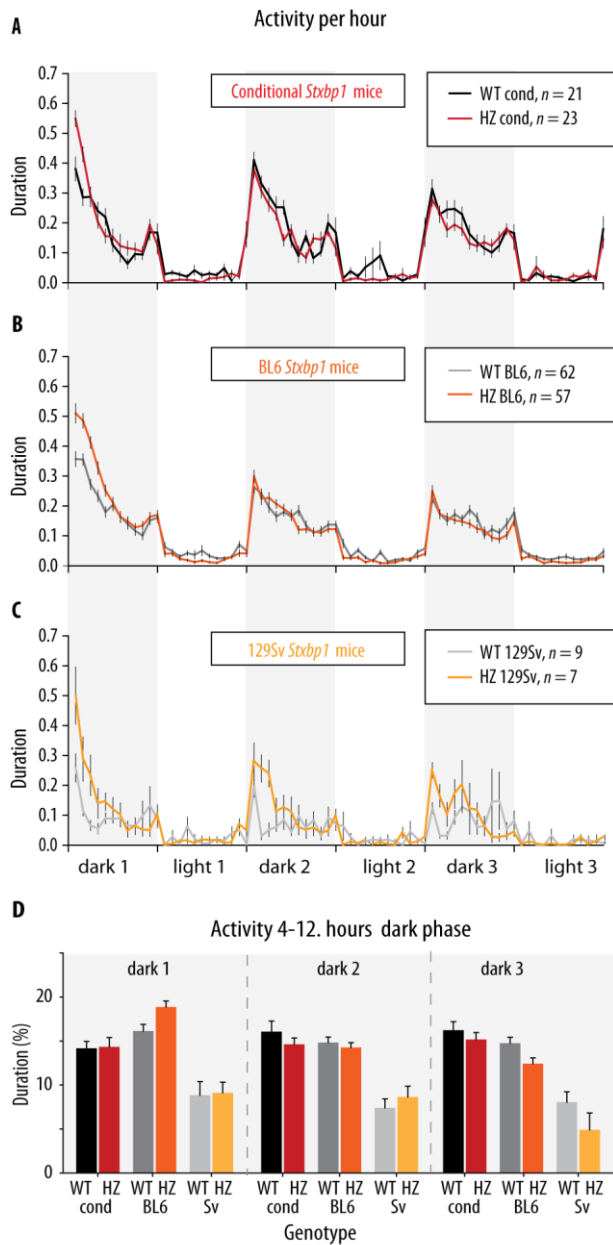 A
Activity per hour
Conditional Stxbp1 mice
WT cond, n = 21
HZ cond, n = 23
0.7
0.6
0.5
0.4
0.3
0.2
0.1
0.0
Duration
B
BL6 Stxbp1 mice
WT BL6, n = 62
HZ BL6, n = 57
0.7
0.6
0.5
0.4
0.3
0.2
0.1
0.0
Duration
C
129Sv Stxbp1 mice
WT 129Sv, n = 9
HZ 129Sv, n = 7
0.7
0.6
0.5
0.4
0.3
0.2
0.1
0.0
Duration
dark 1 light 1 dark 2 light 2 dark 3 light 3
D
Activity 4-12. hours dark phase
dark 1 dark 2 dark 3
20
10
0
Duration (%)
WT HZ WT HZ WT HZ WT HZ WT HZ WT HZ WT HZ WT HZ WT HZ
cond BL6 Sv cond BL6 Sv cond BL6 Sv
Genotype